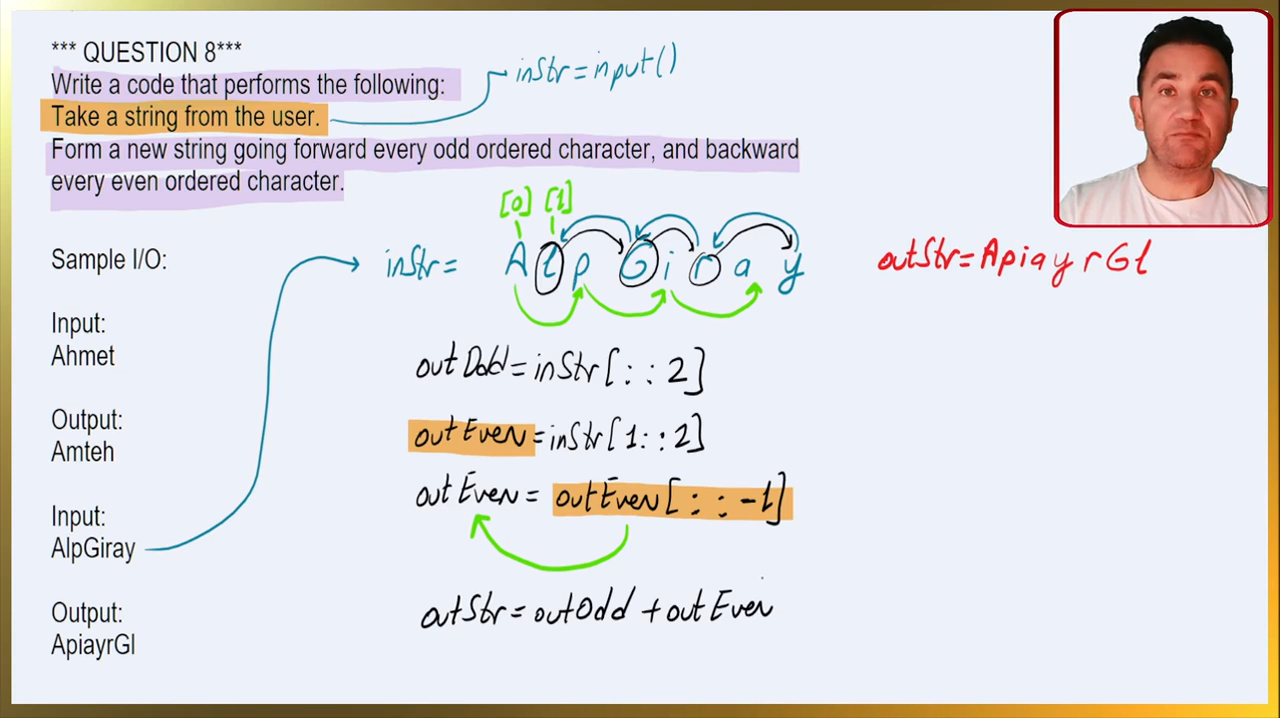 *** QUESTION 8***
Write a code that performs the following:
Take a string from the user.
Form a new string going forward every odd ordered character, and backward
every even ordered character.
inStr=input()
Sample I/O:
Input:
Ahmet
Output:
Amteh
Input:
AlpGiray
Output:
ApiayrGl
[0] [1]
inStr= AlpGiray
outStr=ApiayrGl
outOdd=inStr[::2]
outEven=inStr[1::2]
outEven=outEven[::-1]
outStr=outOdd+outEven